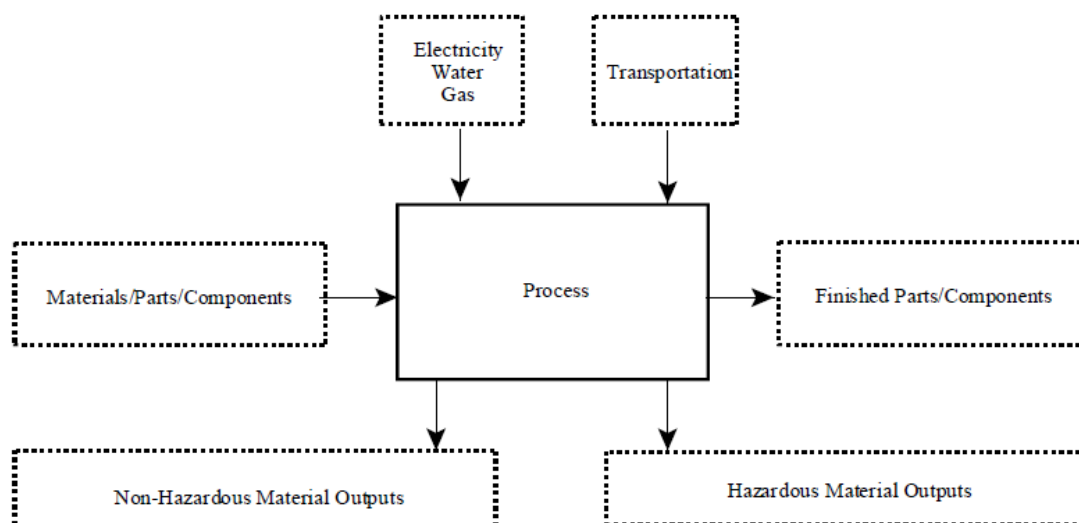 Electricity
Water
Gas
Transportation
Materials/Parts/Components
Process
Finished Parts/Components
Non-Hazardous Material Outputs
Hazardous Material Outputs